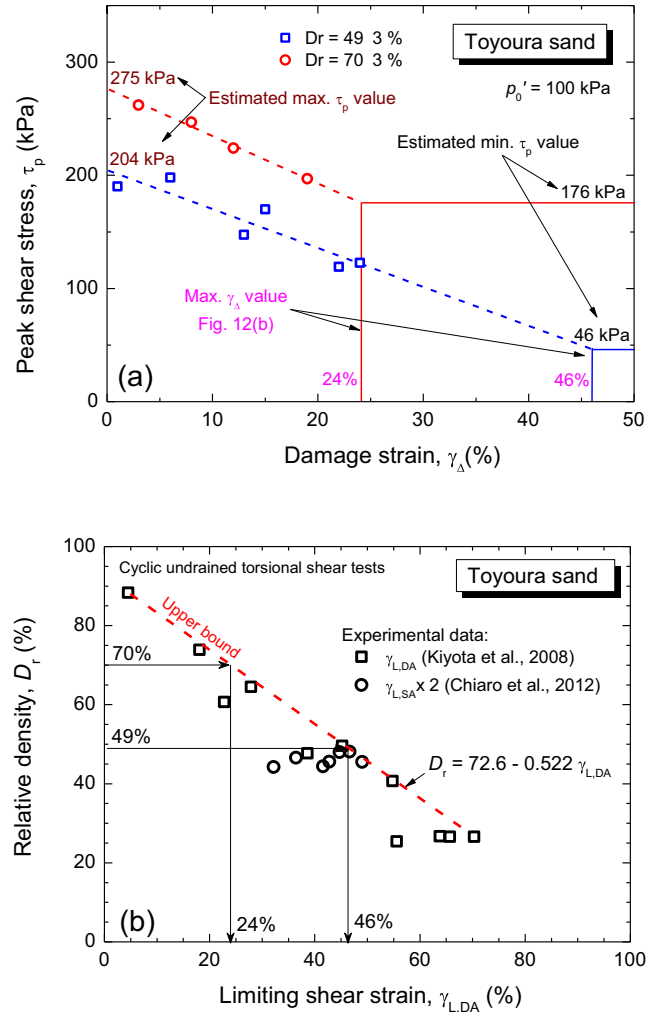 Dr = 49 3 %
Dr = 70 3 %
Toyoura sand
p0′ = 100 kPa
275 kPa
Estimated max. τp value
204 kPa
Estimated min. τp value
176 kPa
Max. γΔ value
Fig. 12(b)
46 kPa
24%
46%
(a)
Peak shear stress, τp (kPa)
0
100
200
300
0
10
20
30
40
50
Damage strain, γΔ(%)
Cyclic undrained torsional shear tests
Toyoura sand
Upper bound
Experimental data:
γL,DA (Kiyota et al., 2008)
γL,SA x 2 (Chiaro et al., 2012)
70%
49%
Dr = 72.6 - 0.522 γL,DA
24%
46%
(b)
Relative density, Dr (%)
0
20
40
60
80
100
0
20
40
60
80
100
Limiting shear strain, γL,DA (%)